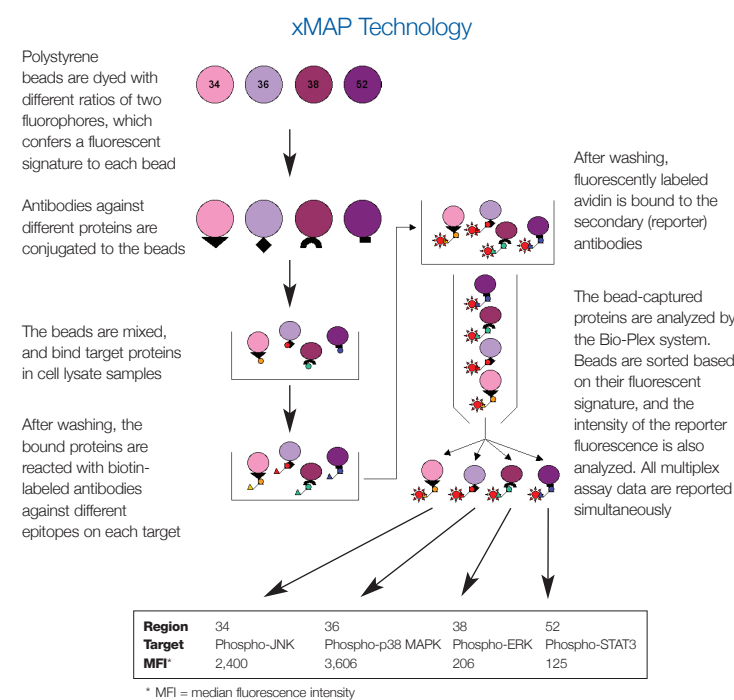 xMAP Technology
Polystyrene
beads are dyed with
different ratios of two
fluorophores, which
confers a fluorescent
signature to each bead
34 36 38 52
Antibodies against
different proteins are
conjugated to the beads
The beads are mixed,
and bind target proteins
in cell lysate samples
After washing, the
bound proteins are
reacted with biotin-
labeled antibodies
against different
epitopes on each target
After washing,
fluorescently labeled
avidin is bound to the
secondary (reporter)
antibodies
The bead-captured
proteins are analyzed by
the Bio-Plex system.
Beads are sorted based
on their fluorescent
signature, and the
intensity of the reporter
fluorescence is also
analyzed. All multiplex
assay data are reported
simultaneously
Region 34 36 38 52
Target Phospho-JNK Phospho-p38 MAPK Phospho-ERK Phospho-STAT3
MFI* 2,400 3,606 206 125
* MFI = median fluorescence intensity